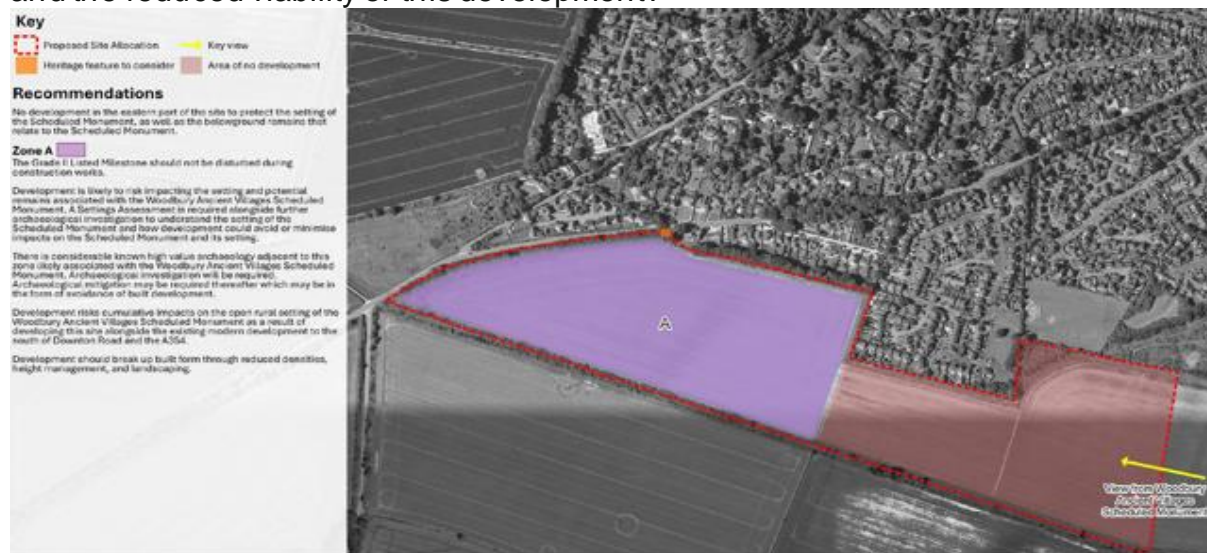 and the reduced viability of this development.
Key
Proposed Site Allocation Key view
Heritage feature to consider Area of no development
Recommendations
No development in the eastern part of the site to protect the setting of
the Scheduled Monument, as well as the belowground remains that
relate to the Scheduled Monument.
Zone A
The Grade II Listed Milestone should not be disturbed during
construction works.
Development is likely to risk impacting the setting and potential
remains associated with the Woodbury Ancient Villages Scheduled
Monument. A Settings Assessment is required alongside further
archaeological investigation to understand the setting of the
Scheduled Monument and how development could avoid or minimise
impacts on the Scheduled Monument and its setting.
There is considerable known high value archaeology adjacent to this
zone likely associated with the Woodbury Ancient Villages Scheduled
Monument. Archaeological investigation will be required.
Archaeological mitigation may be required thereafter which may be in
the form of avoidance of built development.
Development risks cumulative impacts on the open rural setting of the
Woodbury Ancient Villages Scheduled Monument as a result of
developing this site alongside the existing modern development to the
south of Downton Road and the A354.
Development should break up built form through reduced densities,
height management, and landscaping.
A
View from Woodbury
Ancient Villages
Scheduled Monument